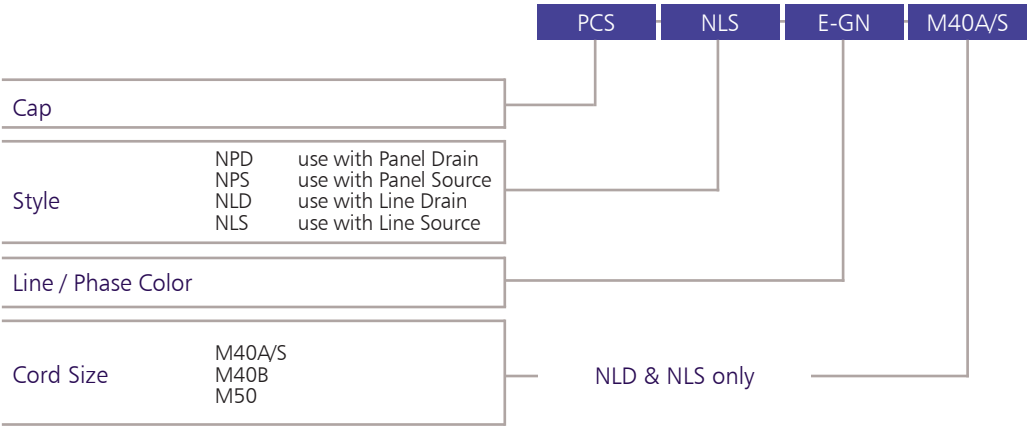 PCS NLS E-GN M40A/S
Cap
Style
NPD use with Panel Drain
NPS use with Panel Source
NLD use with Line Drain
NLS use with Line Source
Line / Phase Color
Cord Size
M40A/S
M40B
M50
NLD & NLS only